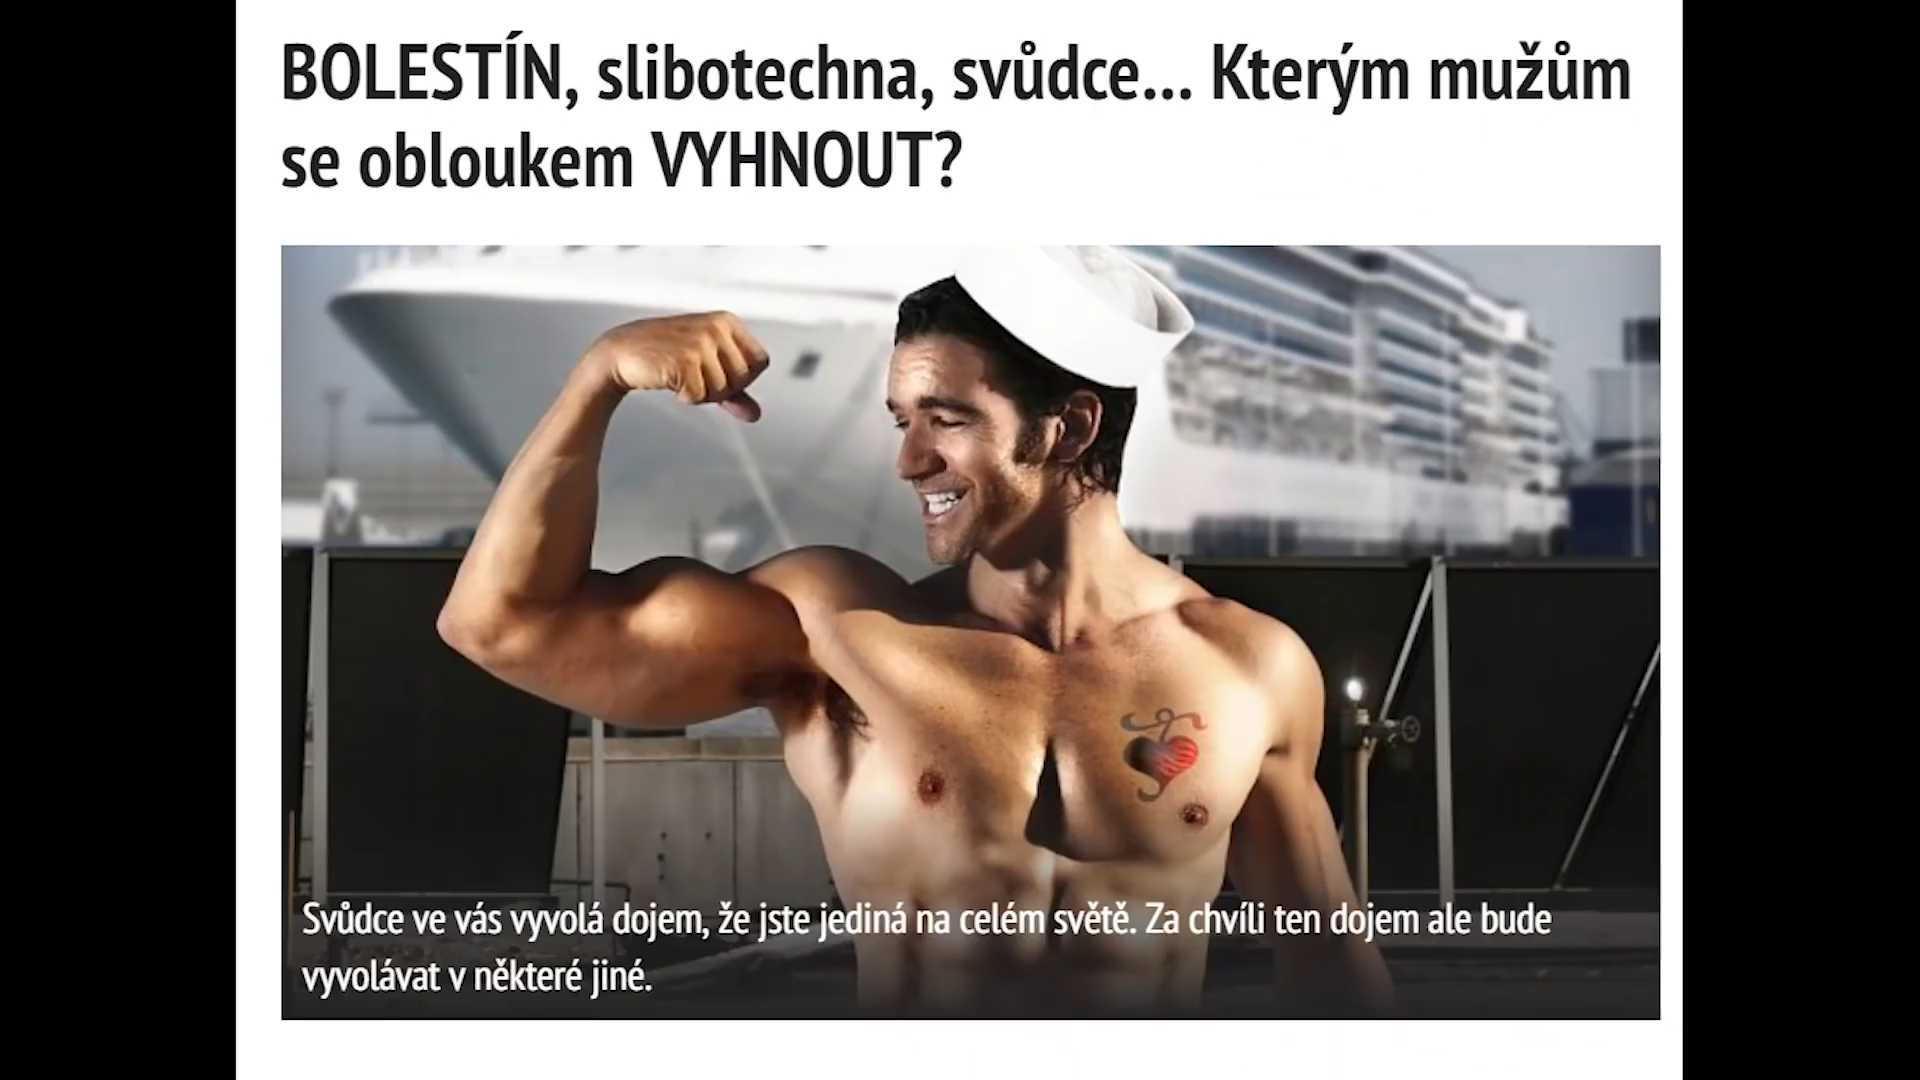 BOLESTÍN, slibotechna, svůdce... Kterým mužům
se obloukem VYHNOUT?
Svůdce ve vás vyvolá dojem, že jste jediná na celém světě. Za chvíli ten dojem ale bude
vyvolávat v některé jiné.